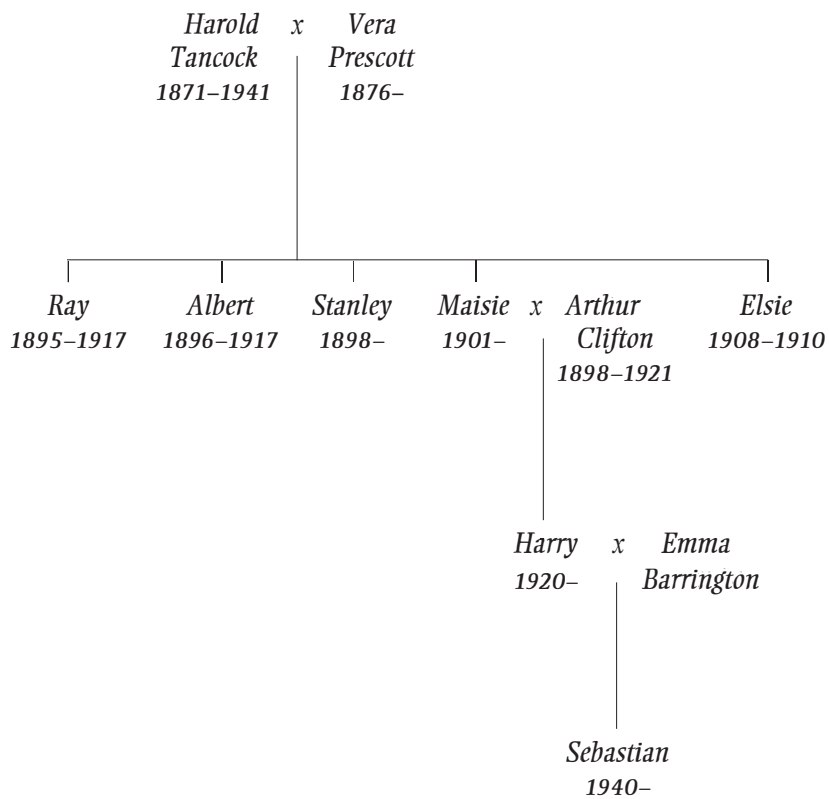 Harold x Vera
Tancock Prescott
1871–1941 1876–
Ray Albert Stanley Maisie x Arthur Elsie
1895–1917 1896–1917 1898– 1901– Clifton 1908–1910
1898–1921
Harry x Emma
1920– Barrington
Sebastian
1940–